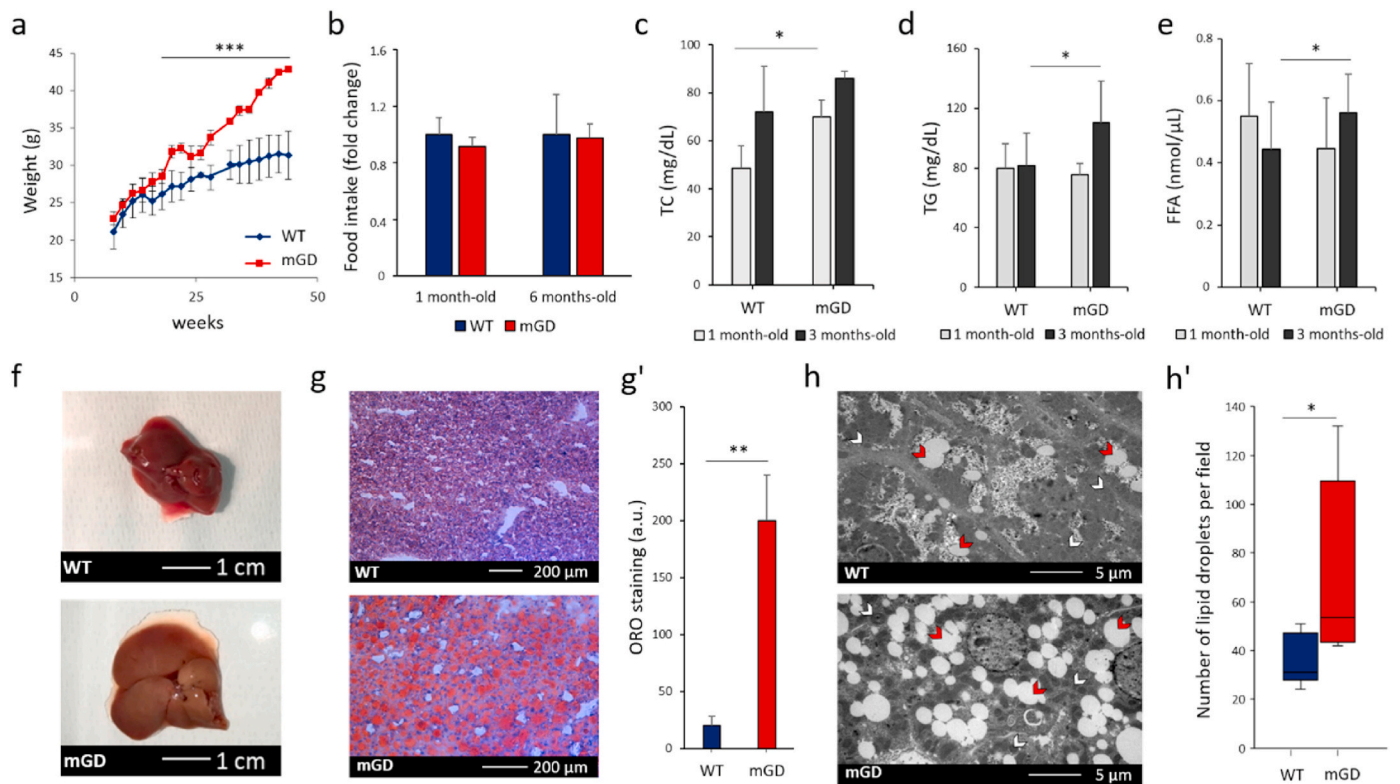 a
***
Weight (g)
45
40
35
30
25
20
15
0
25
50
WT
mGD
weeks
b
Food intake (fold change)
1.6
1.2
0.8
0.4
0
1 month-old
6 months-old
WT
mGD
c
*
TC (mg/dL)
100
80
60
40
20
0
WT
mGD
1 month-old
3 months-old
d
*
TG (mg/dL)
160
120
80
40
0
WT
mGD
1 month-old
3 months-old
e
*
FFA (nmol/μL)
0.8
0.6
0.4
0.2
0
WT
mGD
1 month-old
3 months-old
f
WT
1 cm
mGD
1 cm
g
WT
200 μm
mGD
200 μm
g'
**
ORO staining (a.u.)
300
250
200
150
100
50
0
WT
mGD
h
WT
5 μm
mGD
5 μm
h'
*
Number of lipid droplets per field
140
120
100
80
60
40
20
0
WT
mGD